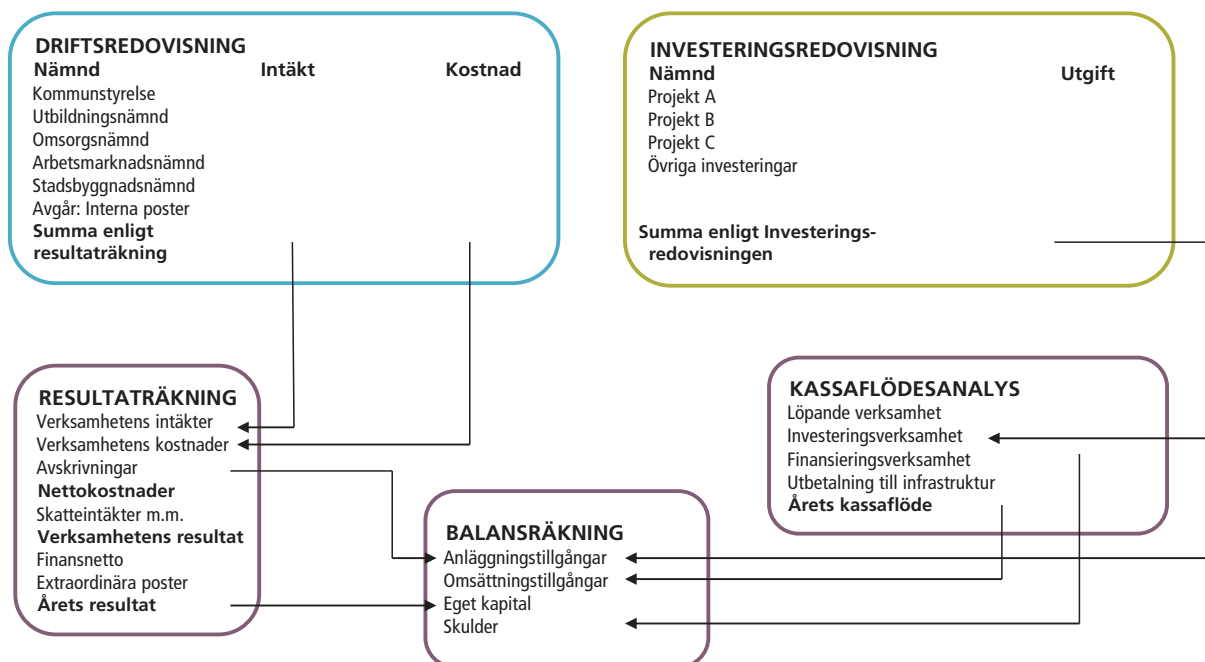 DRIFTSREDOVISNING
Nämnd Intäkt Kostnad
Kommunstyrelse
Utbildningsnämnd
Omsorgsnämnd
Arbetsmarknadsnämnd
Stadsbyggnadsnämnd
Avgår: Interna poster
Summa enligt
resultaträkning
INVESTERINGSREDOVISNING
Nämnd Utgift
Projekt A
Projekt B
Projekt C
Övriga investeringar
Summa enligt Investerings-
redovisningen
RESULTATRÄKNING
Verksamhetens intäkter
Verksamhetens kostnader
Avskrivningar
Nettokostnader
Skatteintäkter m.m.
Verksamhetens resultat
Finansnetto
Extraordinära poster
Årets resultat
BALANSRÄKNING
Anläggningstillgångar
Omsättningstillgångar
Eget kapital
Skulder
KASSAFLÖDESANALYS
Löpande verksamhet
Investeringsverksamhet
Finansieringsverksamhet
Utbetalning till infrastruktur
Årets kassaflöde